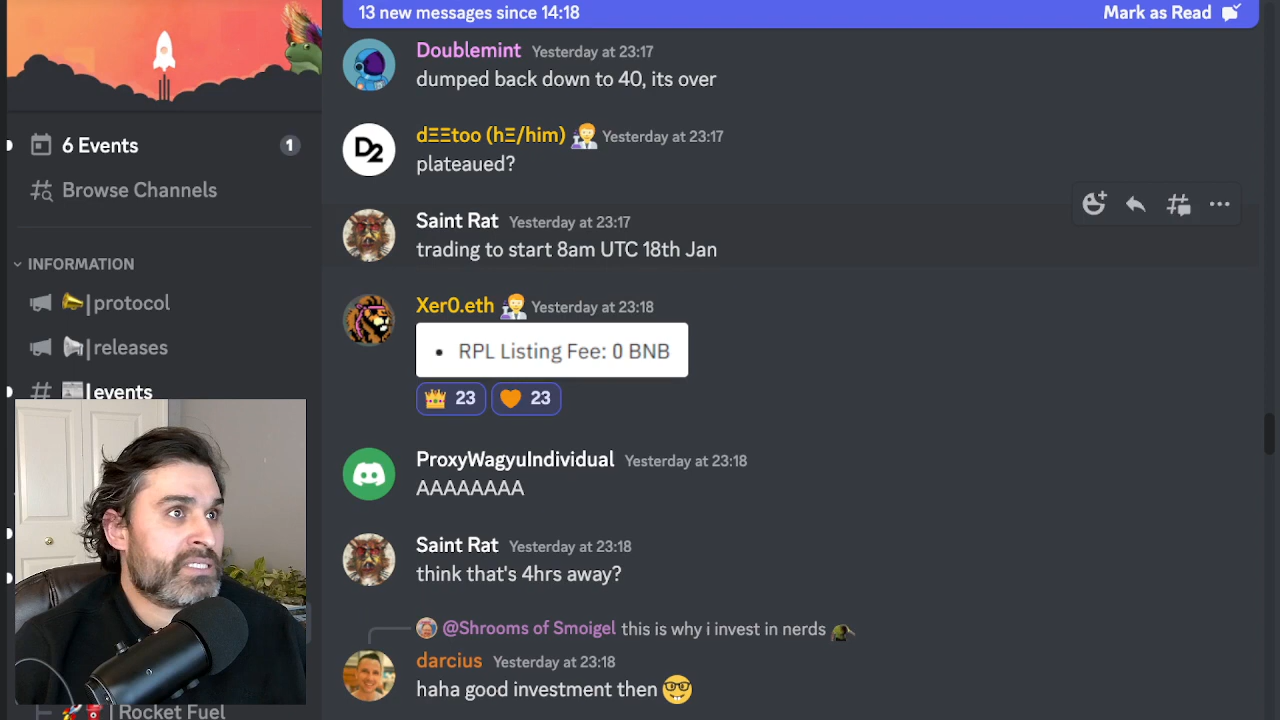 13 new messages since 14:18
Mark as Read
Doublemint Yesterday at 23:17
dumped back down to 40, its over
6 Events 1
dΞΞtoo (hΞ/him) Yesterday at 23:17
D2
plateaued?
Browse Channels
Saint Rat Yesterday at 23:17
trading to start 8am UTC 18th Jan
INFORMATION
protocol
Xer0.eth Yesterday at 23:18
• RPL Listing Fee: 0 BNB
releases
events
23 23
ProxyWagyuIndividual Yesterday at 23:18
AAAAAAAA
Saint Rat Yesterday at 23:18
think that's 4hrs away?
@Shrooms of Smoigel this is why i invest in nerds
darcius Yesterday at 23:18
haha good investment then
Rocket Fuel